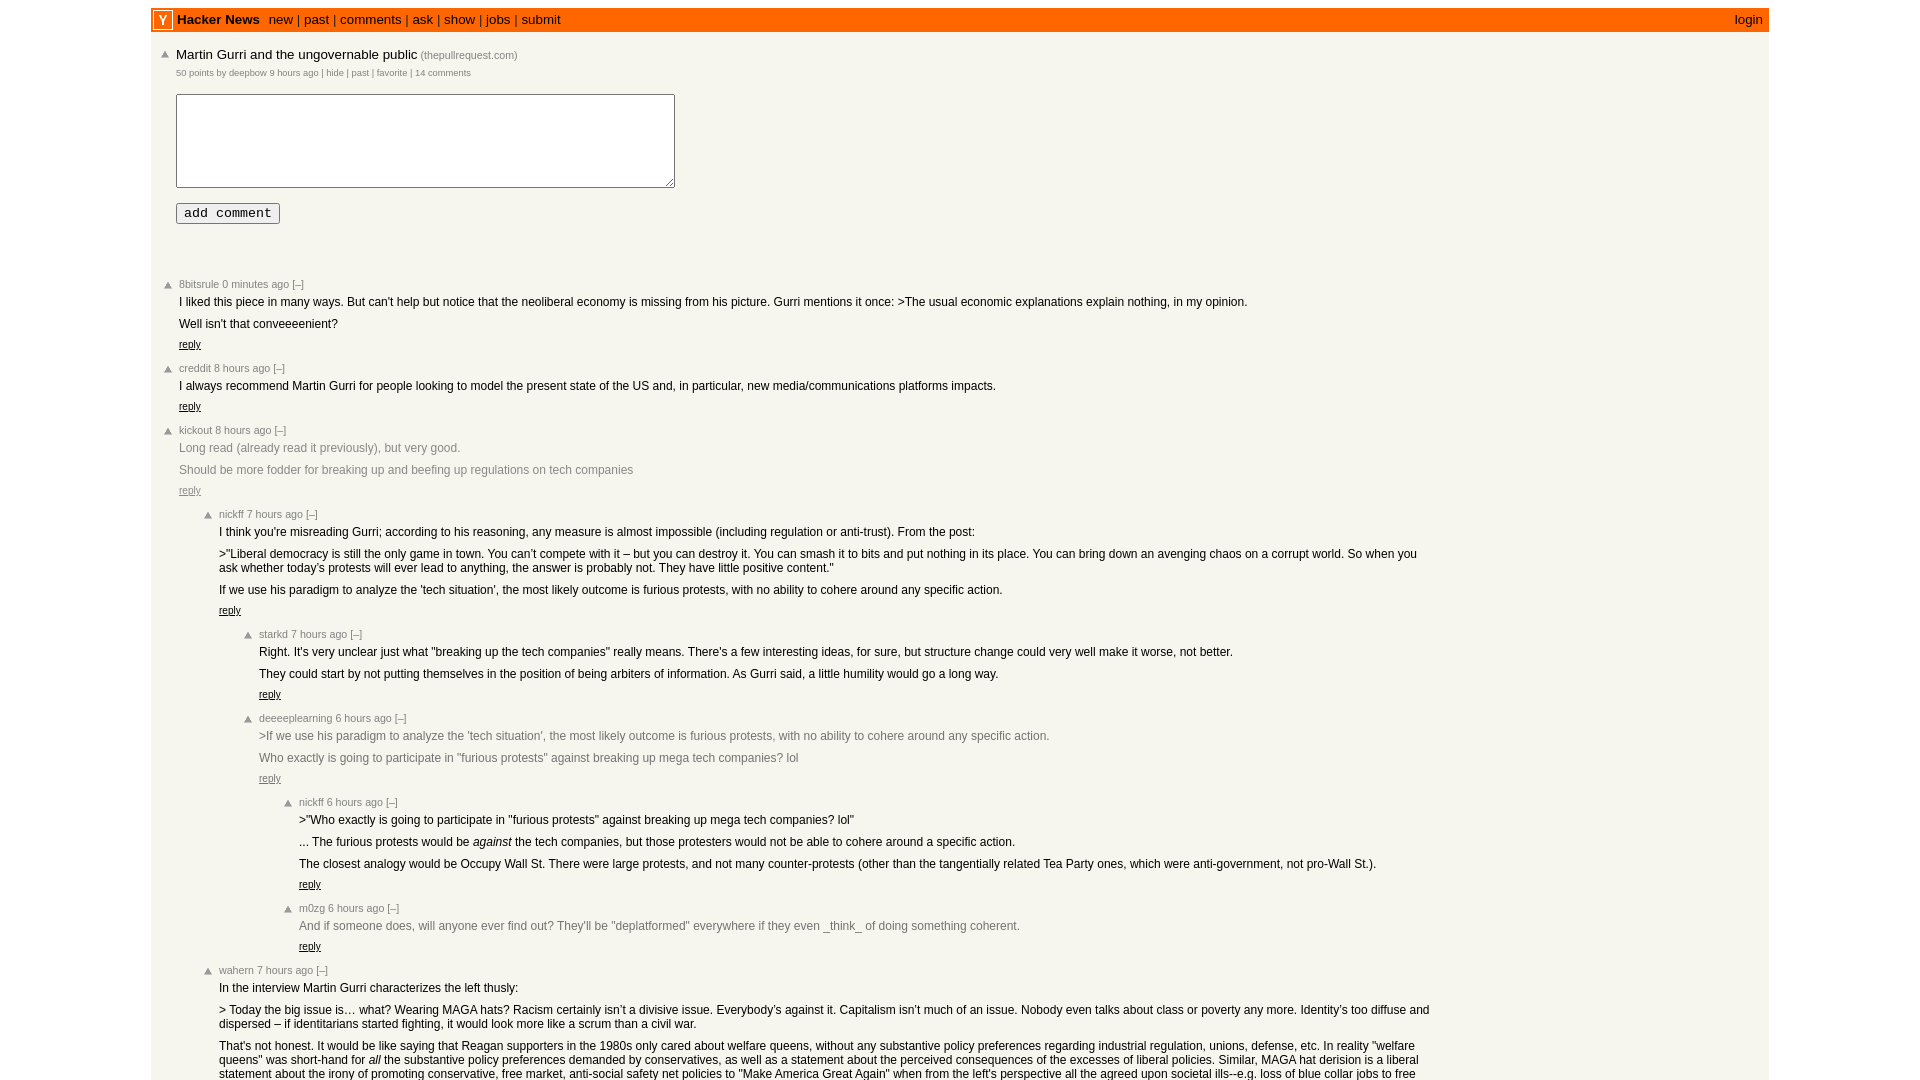 Y Hacker News new | past | comments | ask | show | jobs | submit login
Martin Gurri and the ungovernable public (thepullrequest.com)
50 points by deepbow 9 hours ago | hide | past | favorite | 14 comments
add comment
8bitsrule 0 minutes ago [–]
I liked this piece in many ways. But can't help but notice that the neoliberal economy is missing from his picture. Gurri mentions it once: >The usual economic explanations explain nothing, in my opinion.
Well isn't that conveeeenient?
reply
creddit 8 hours ago [–]
I always recommend Martin Gurri for people looking to model the present state of the US and, in particular, new media/communications platforms impacts.
reply
kickout 8 hours ago [–]
Long read (already read it previously), but very good.
Should be more fodder for breaking up and beefing up regulations on tech companies
reply
nickff 7 hours ago [–]
I think you're misreading Gurri; according to his reasoning, any measure is almost impossible (including regulation or anti-trust). From the post:
>"Liberal democracy is still the only game in town. You can’t compete with it – but you can destroy it. You can smash it to bits and put nothing in its place. You can bring down an avenging chaos on a corrupt world. So when you
ask whether today’s protests will ever lead to anything, the answer is probably not. They have little positive content."
If we use his paradigm to analyze the 'tech situation', the most likely outcome is furious protests, with no ability to cohere around any specific action.
reply
starkd 7 hours ago [–]
Right. It's very unclear just what "breaking up the tech companies" really means. There's a few interesting ideas, for sure, but structure change could very well make it worse, not better.
They could start by not putting themselves in the position of being arbiters of information. As Gurri said, a little humility would go a long way.
reply
deeeeplearning 6 hours ago [–]
>If we use his paradigm to analyze the 'tech situation', the most likely outcome is furious protests, with no ability to cohere around any specific action.
Who exactly is going to participate in "furious protests" against breaking up mega tech companies? lol
reply
nickff 6 hours ago [–]
>"Who exactly is going to participate in "furious protests" against breaking up mega tech companies? lol"
... The furious protests would be against the tech companies, but those protesters would not be able to cohere around a specific action.
The closest analogy would be Occupy Wall St. There were large protests, and not many counter-protests (other than the tangentially related Tea Party ones, which were anti-government, not pro-Wall St.).
reply
m0zg 6 hours ago [–]
And if someone does, will anyone ever find out? They'll be "deplatformed" everywhere if they even _think_ of doing something coherent.
reply
wahern 7 hours ago [–]
In the interview Martin Gurri characterizes the left thusly:
> Today the big issue is… what? Wearing MAGA hats? Racism certainly isn’t a divisive issue. Everybody’s against it. Capitalism isn’t much of an issue. Nobody even talks about class or poverty any more. Identity’s too diffuse and
dispersed – if identitarians started fighting, it would look more like a scrum than a civil war.
That's not honest. It would be like saying that Reagan supporters in the 1980s only cared about welfare queens, without any substantive policy preferences regarding industrial regulation, unions, defense, etc. In reality "welfare
queens" was short-hand for all the substantive policy preferences demanded by conservatives, as well as a statement about the perceived consequences of the excesses of liberal policies. Similar, MAGA hat derision is a liberal
statement about the irony of promoting conservative, free market, anti-social safety net policies to "Make America Great Again" when from the left's perspective all the agreed upon societal ills--e.g. loss of blue collar jobs to free